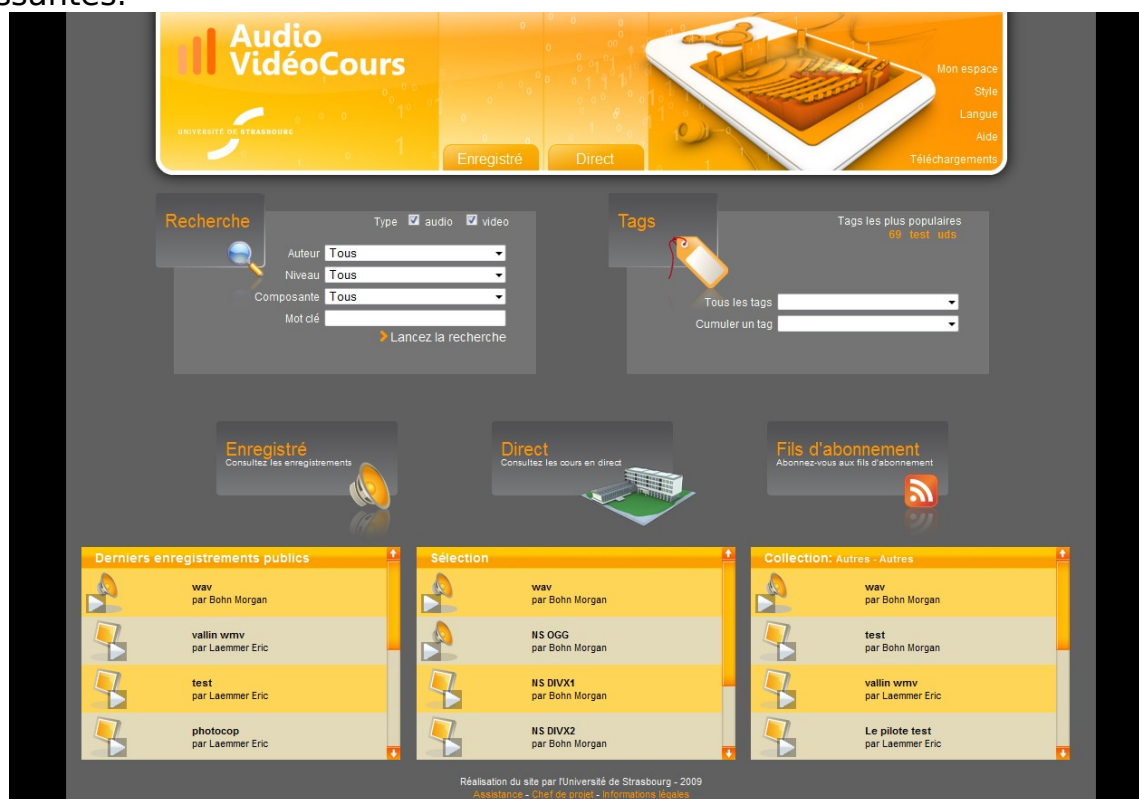 ssantes.
Audio
VidéoCours
UNIVERSITÉ DE STRASBOURG
Mon espace
Style
Langue
Aide
Téléchargements
Enregistré
Direct
Recherche
Type audio video
Auteur Tous
Niveau Tous
Composante Tous
Mot clé
Lancez la recherche
Tags
Tags les plus populaires
69 test uds
Tous les tags
Cumuler un tag
Enregistré
Consultez les enregistrements
Direct
Consultez les cours en direct
Fils d'abonnement
Abonnez-vous aux fils d'abonnement
Derniers enregistrements publics
wav
par Bohn Morgan
vallin wmv
par Laemmer Eric
test
par Laemmer Eric
photocop
par Laemmer Eric
Sélection
wav
par Bohn Morgan
NS OGG
par Bohn Morgan
NS DIVX1
par Bohn Morgan
NS DIVX2
par Bohn Morgan
Collection: Autres - Autres
wav
par Bohn Morgan
test
par Bohn Morgan
vallin wmv
par Laemmer Eric
Le pilote test
par Laemmer Eric
Réalisation du site par l'Université de Strasbourg - 2009
Assistance - Chef de projet - Informations légales